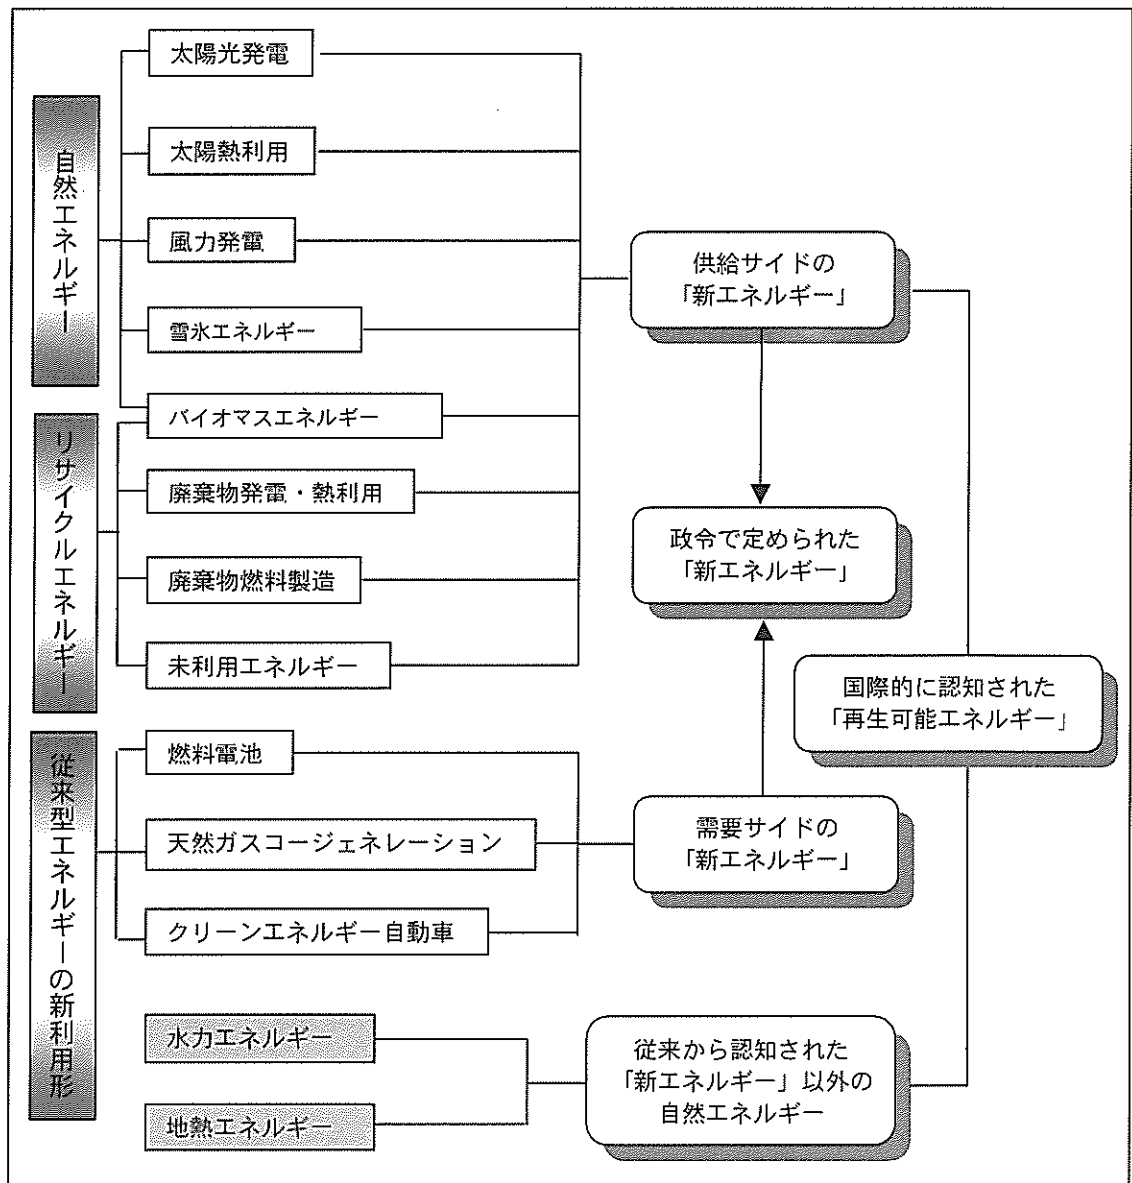 自然エネルギー
太陽光発電
太陽熱利用
風力発電
雪氷エネルギー
バイオマスエネルギー
リサイクルエネルギー
廃棄物発電・熱利用
廃棄物燃料製造
未利用エネルギー
従来型エネルギーの新利用形
燃料電池
天然ガスコージェネレーション
クリーンエネルギー自動車
水力エネルギー
地熱エネルギー
供給サイドの
「新エネルギー」
政令で定められた
「新エネルギー」
国際的に認知された
「再生可能エネルギー」
需要サイドの
「新エネルギー」
従来から認知された
「新エネルギー」以外の
自然エネルギー